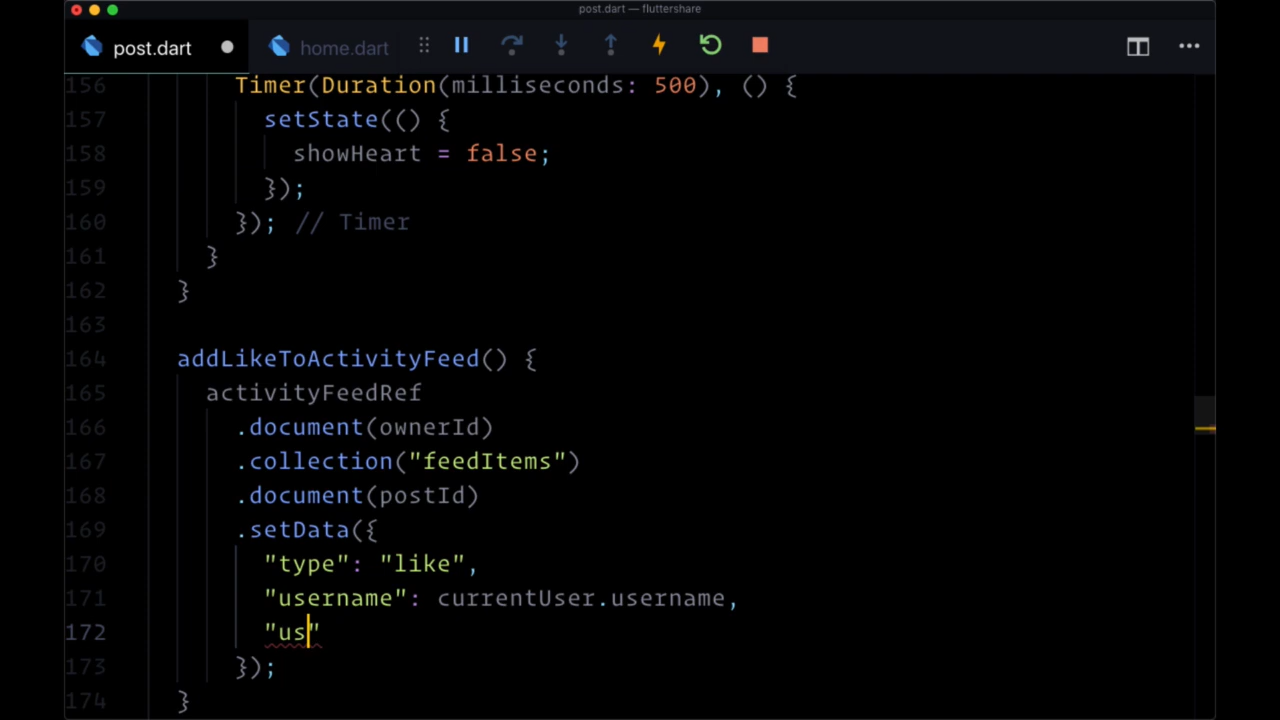 post.dart — fluttershare
post.dart home.dart
156 Timer(Duration(milliseconds: 500), () {
157 setState(() {
158 showHeart = false;
159 });
160 }); // Timer
161 }
162 }
163
164 addLikeToActivityFeed() {
165 activityFeedRef
166 .document(ownerId)
167 .collection("feedItems")
168 .document(postId)
169 .setData({
170 "type": "like",
171 "username": currentUser.username,
172 "us"
173 });
174 }